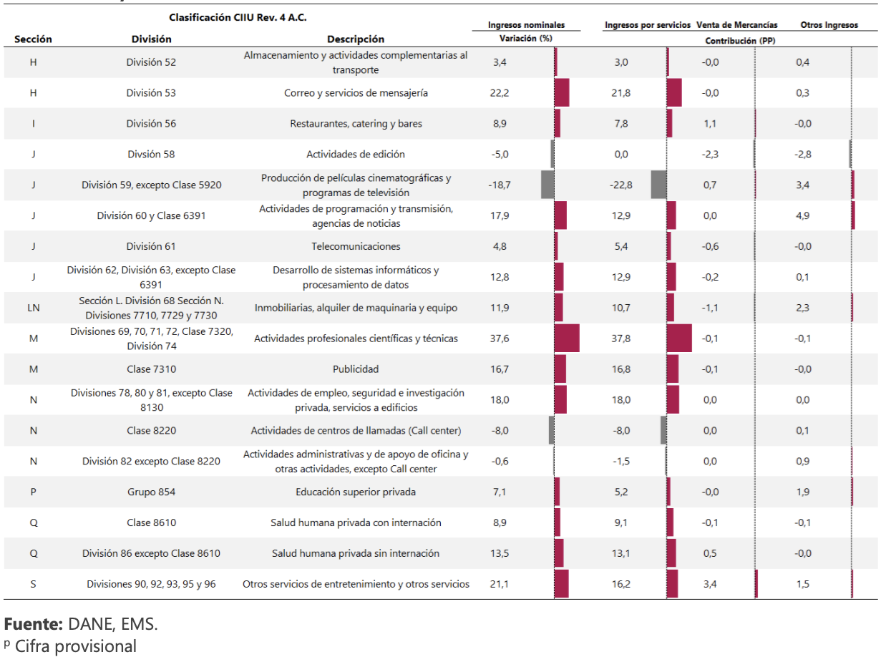 Clasificación CIIU Rev. 4 A.C.
Ingresos nominales Ingresos por servicios Venta de Mercancías Otros Ingresos
Sección División Descripción Variación (%) Contribución (PP)
H División 52 Almacenamiento y actividades complementarias al
transporte 3,4 3,0 -0,0 0,4
H División 53 Correo y servicios de mensajería 22,2 21,8 -0,0 0,3
I División 56 Restaurantes, catering y bares 8,9 7,8 1,1 -0,0
J Divsión 58 Actividades de edición -5,0 0,0 -2,3 -2,8
J División 59, excepto Clase 5920 Producción de películas cinematográficas y
programas de televisión -18,7 -22,8 0,7 3,4
J División 60 y Clase 6391 Actividades de programación y transmisión,
agencias de noticias 17,9 12,9 0,0 4,9
J División 61 Telecomunicaciones 4,8 5,4 -0,6 -0,0
J División 62, División 63, excepto Clase Desarrollo de sistemas informáticos y
6391 procesamiento de datos 12,8 12,9 -0,2 0,1
LN Sección L. División 68 Sección N.
Divisiones 7710, 7729 y 7730 Inmobiliarias, alquiler de maquinaria y equipo 11,9 10,7 -1,1 2,3
M Divisiones 69, 70, 71, 72, Clase 7320,
División 74 Actividades profesionales científicas y técnicas 37,6 37,8 -0,1 -0,1
M Clase 7310 Publicidad 16,7 16,8 -0,1 -0,0
N Divisiones 78, 80 y 81, excepto Clase Actividades de empleo, seguridad e investigación
8130 privada, servicios a edificios 18,0 18,0 0,0 0,0
N Clase 8220 Actividades de centros de llamadas (Call center) -8,0 -8,0 0,0 0,1
N División 82 excepto Clase 8220 Actividades administrativas y de apoyo de oficina y
otras actividades, excepto Call center -0,6 -1,5 0,0 0,9
P Grupo 854 Educación superior privada 7,1 5,2 -0,0 1,9
Q Clase 8610 Salud humana privada con internación 8,9 9,1 -0,1 -0,1
Q División 86 excepto Clase 8610 Salud humana privada sin internación 13,5 13,1 0,5 -0,0
S Divisiones 90, 92, 93, 95 y 96 Otros servicios de entretenimiento y otros servicios 21,1 16,2 3,4 1,5
Fuente: DANE, EMS.
p Cifra provisional